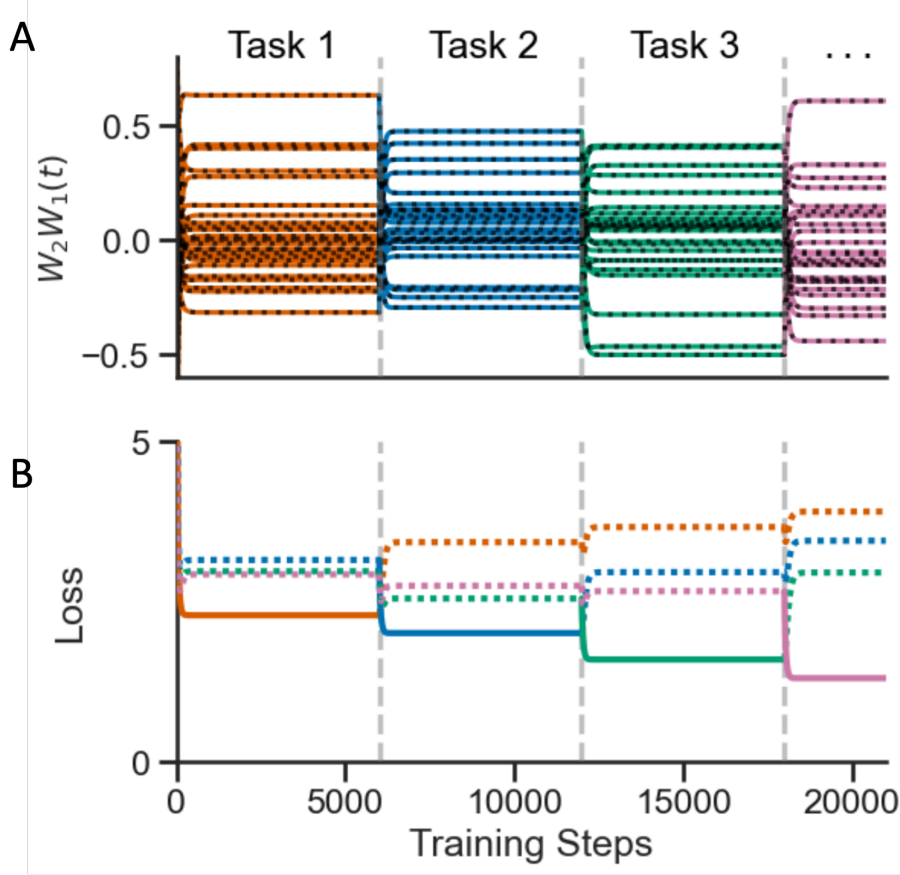 A
Task 1 Task 2 Task 3 ...
0.5
0.0
−0.5
W₂W₁(t)
B
5
0
Loss
0 5000 10000 15000 20000
Training Steps